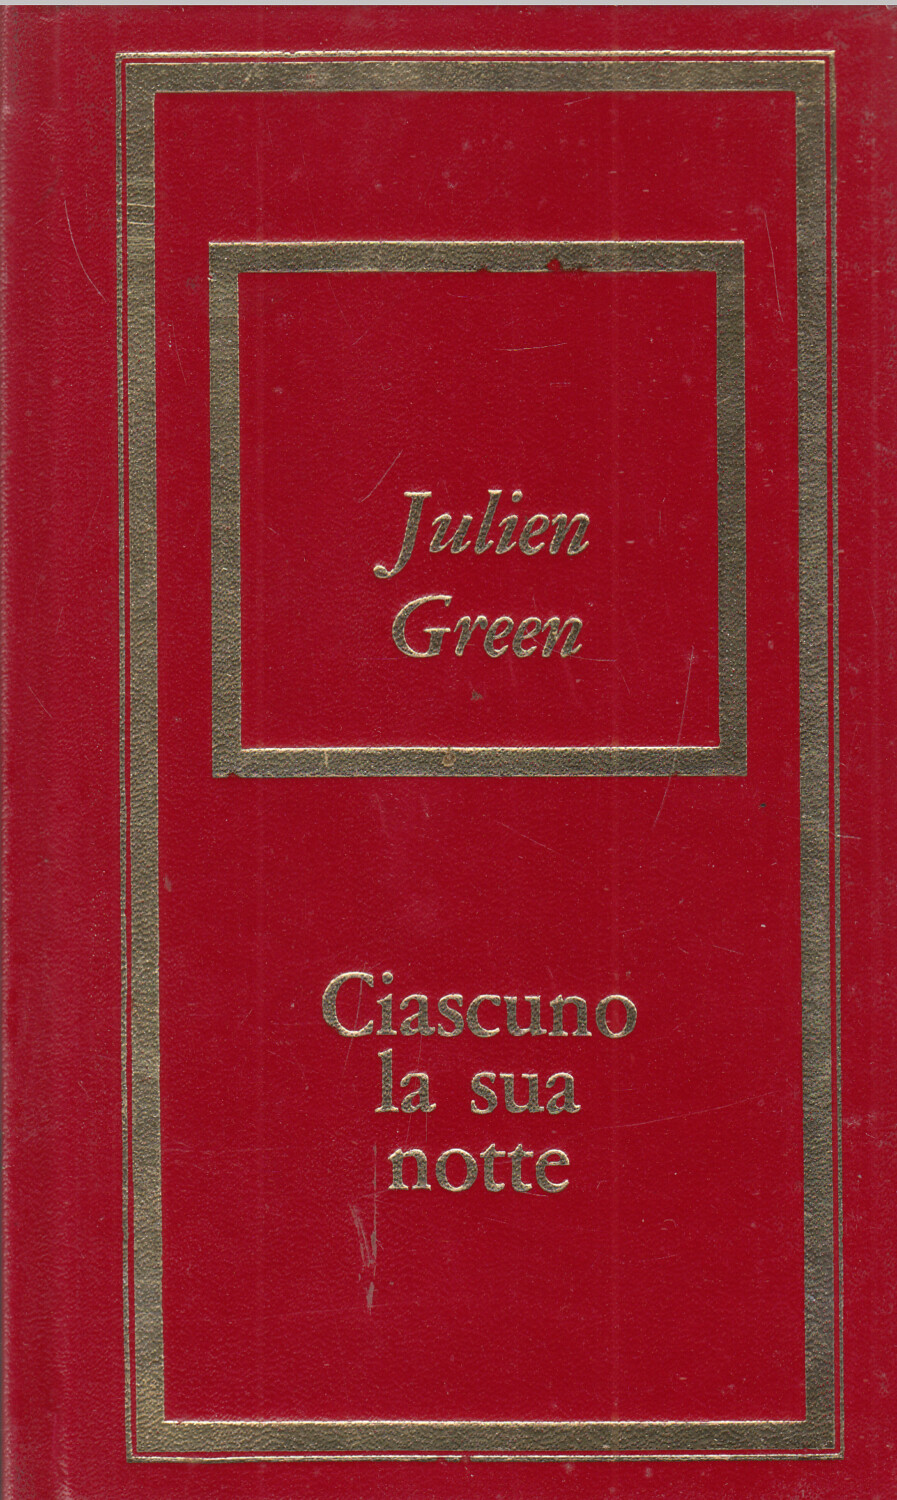 Julien
Green
Ciascuno
la sua
notte